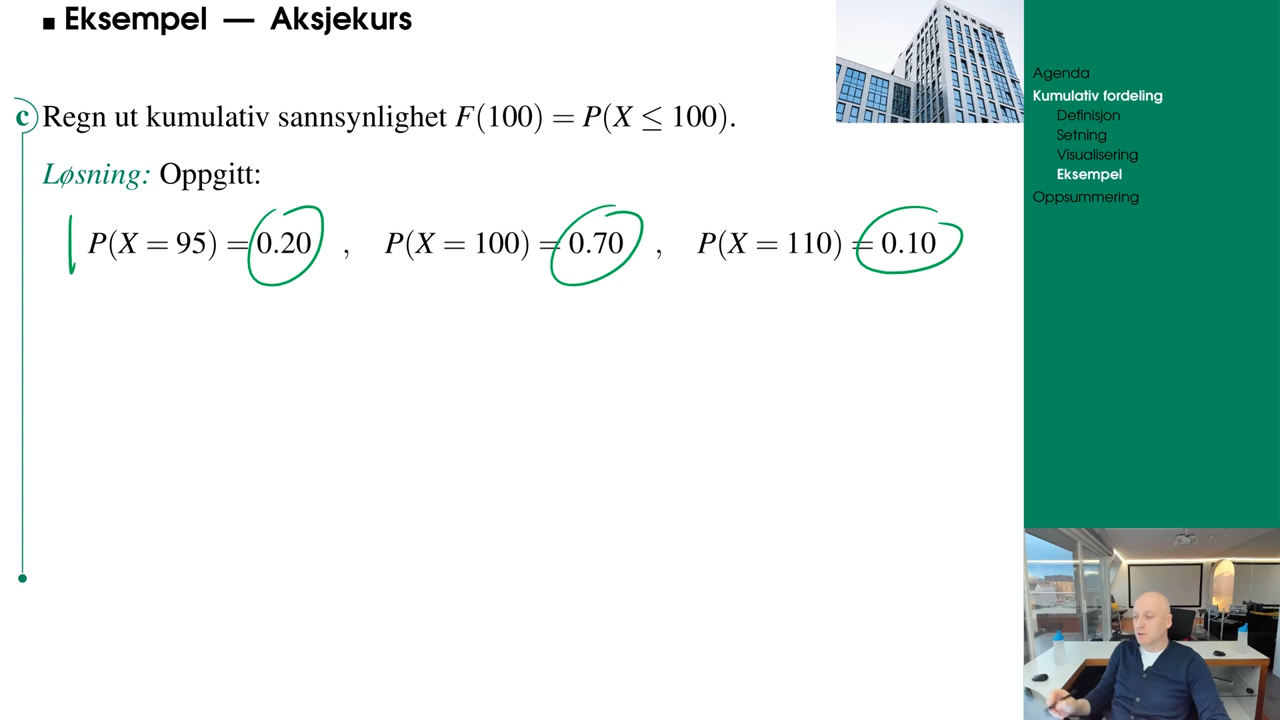 ▪ Eksempel — Aksjekurs
c Regn ut kumulativ sannsynlighet F(100) = P(X ≤ 100).
Løsning: Oppgitt:
P(X = 95) = 0.20 , P(X = 100) = 0.70 , P(X = 110) = 0.10
Agenda
Kumulativ fordeling
Definisjon
Setning
Visualisering
Eksempel
Oppsummering